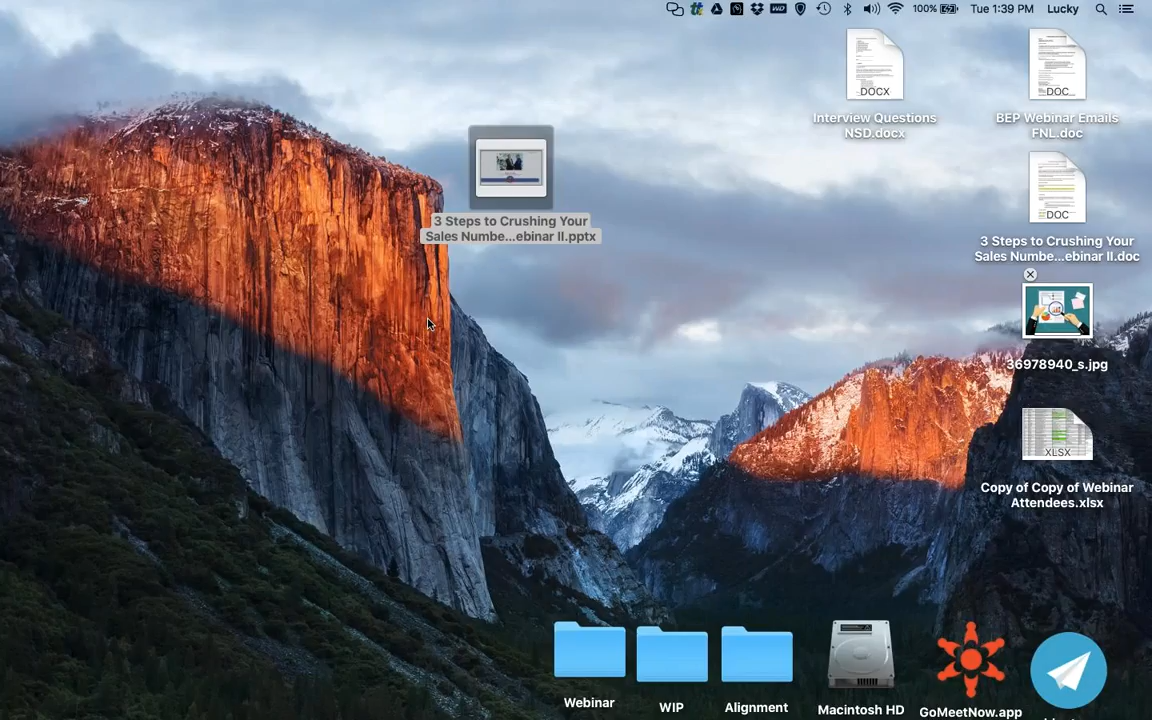 100%
Tue 1:39 PM
Lucky
DOCX
Interview Questions
NSD.docx
DOC
BEP Webinar Emails
FNL.doc
3 Steps to Crushing Your
Sales Numbe...ebinar II.pptx
DOC
3 Steps to Crushing Your
Sales Numbe...ebinar II.doc
36978940_s.jpg
XLSX
Copy of Copy of Webinar
Attendees.xlsx
Webinar
WIP
Alignment
Macintosh HD
GoMeetNow.app